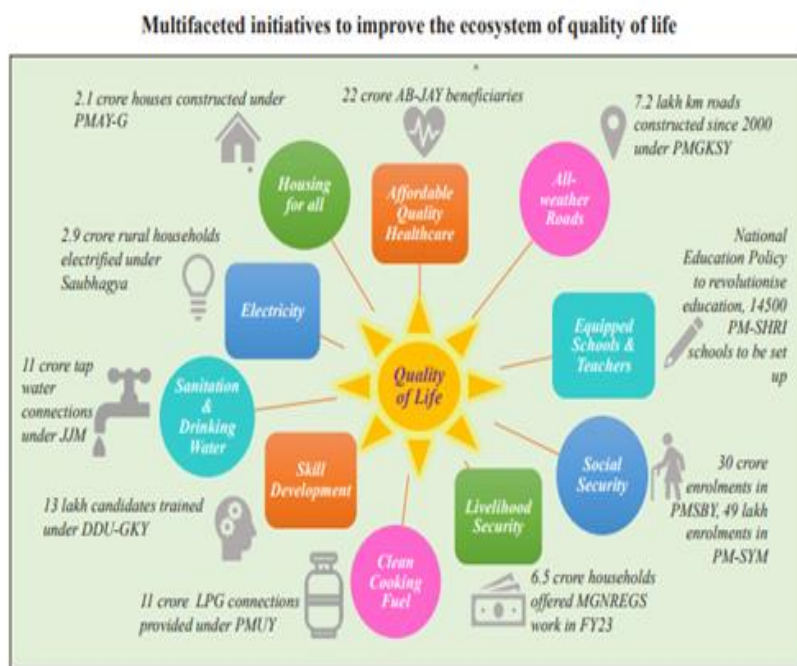 Multifaceted initiatives to improve the ecosystem of quality of life
2.1 crore houses constructed under
PMAY-G
22 crore AB-JAY beneficiaries
7.2 lakh km roads
constructed since 2000
under PMGKSY
Housing
for all
Affordable
Quality
Healthcare
All-
weather
Roads
2.9 crore rural households
electrified under
Saubhagya
Electricity
National
Education Policy
to revolutionise
education, 14500
PM-SHRI
schools to be set
up
Equipped
Schools &
Teachers
Quality
of Life
11 crore tap
water
connections
under JJM
Sanitation
&
Drinking
Water
Skill
Development
Social
Security
30 crore
enrolments in
PMSBY, 49 lakh
enrolments in
PM-SYM
13 lakh candidates trained
under DDU-GKY
Livelihood
Security
Clean
Cooking
Fuel
11 crore LPG connections
provided under PMUY
6.5 crore households
offered MGNREGS
work in FY23